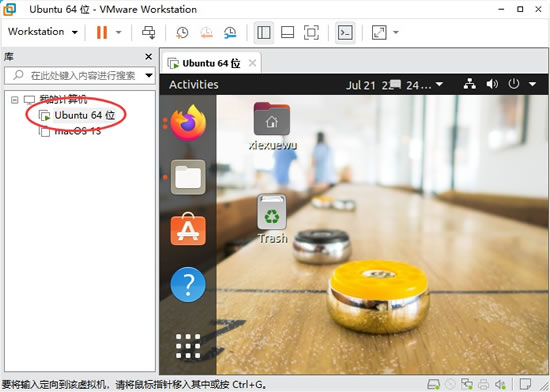 Ubuntu 64 位 - VMware Workstation
Workstation
库
在此处键入内容进行搜索
我的计算机
Ubuntu 64 位
macOS 1
Ubuntu 64 位
Activities
Jul 21 22 24…
xiexuewu
Trash
要将输入定向到该虚拟机，请将鼠标指针移入其中或按 Ctrl+G。